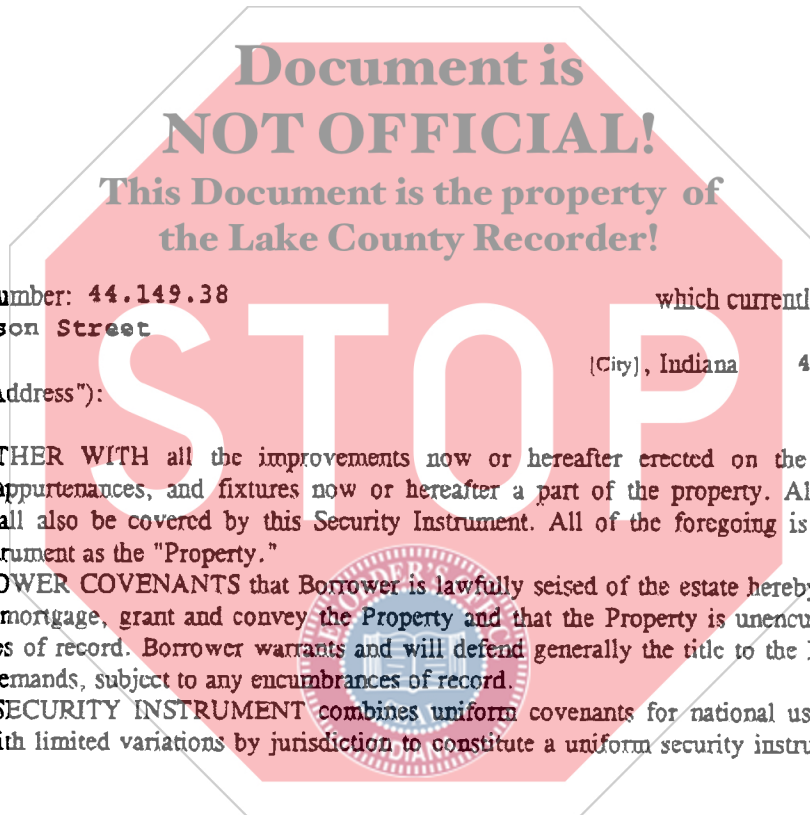 Document is
NOT OFFICIAL!
This Document is the property of
the Lake County Recorder!
umber: 44.149.38 which currentl
son Street
[City], Indiana 4
Address"):
STOP
THER WITH all the improvements now or hereafter erected on the
appurtenances, and fixtures now or hereafter a part of the property. Al
all also be covered by this Security Instrument. All of the foregoing is
rument as the "Property."
OWER COVENANTS that Borrower is lawfully seised of the estate hereby
mortgage, grant and convey the Property and that the Property is unencu
es of record. Borrower warrants and will defend generally the title to the
emands, subject to any encumbrances of record.
SECURITY INSTRUMENT combines uniform covenants for national us
ith limited variations by jurisdiction to constitute a uniform security instru